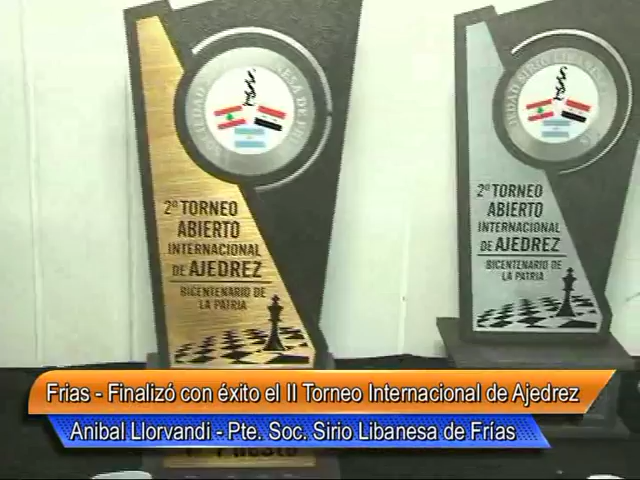 2º TORNEO
ABIERTO
INTERNACIONAL
DE AJEDREZ
BICENTENARIO DE
LA PATRIA
2º TORNEO
ABIERTO
INTERNACIONAL
DE AJEDREZ
BICENTENARIO DE
LA PATRIA
Frias - Finalizó con éxito el II Torneo Internacional de Ajedrez
Anibal Llorvandi - Pte. Soc. Sirio Libanesa de Frías